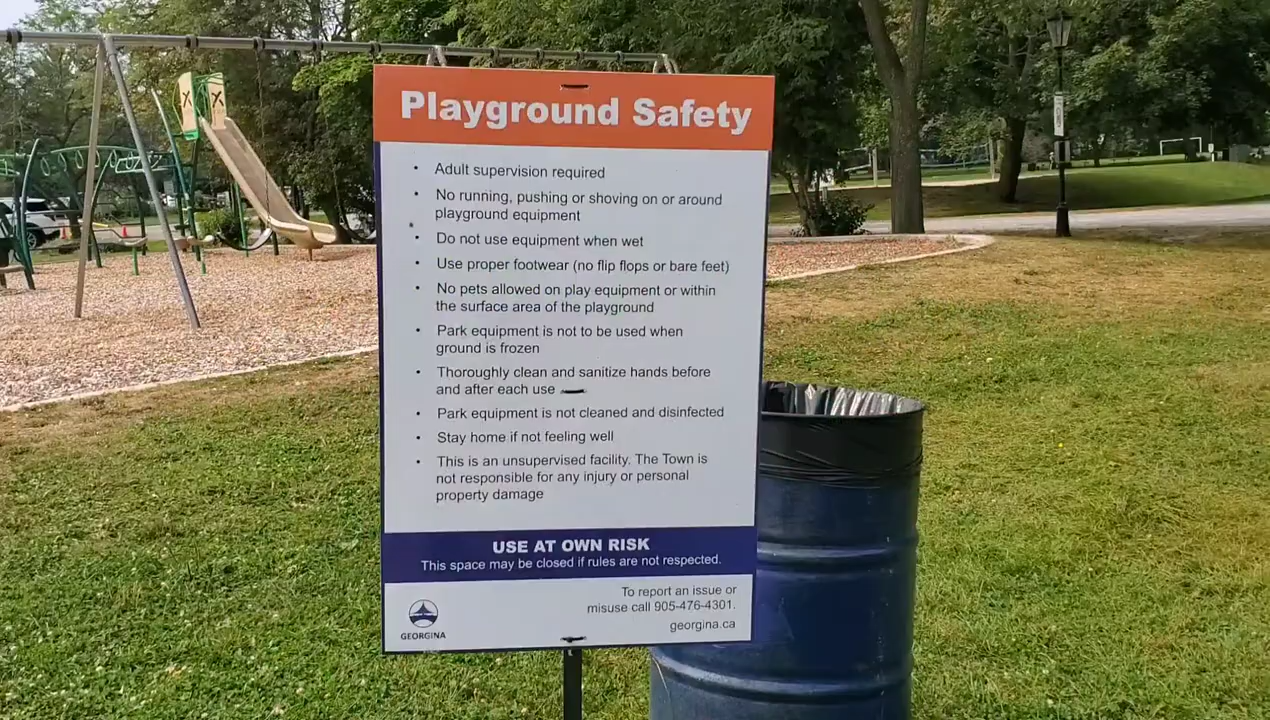 Playground Safety
• Adult supervision required
• No running, pushing or shoving on or around
playground equipment
• Do not use equipment when wet
• Use proper footwear (no flip flops or bare feet)
• No pets allowed on play equipment or within
the surface area of the playground
• Park equipment is not to be used when
ground is frozen
• Thoroughly clean and sanitize hands before
and after each use
• Park equipment is not cleaned and disinfected
• Stay home if not feeling well
• This is an unsupervised facility. The Town is
not responsible for any injury or personal
property damage
USE AT OWN RISK
This space may be closed if rules are not respected.
To report an issue or
misuse call 905-476-4301.
georgina.ca
GEORGINA